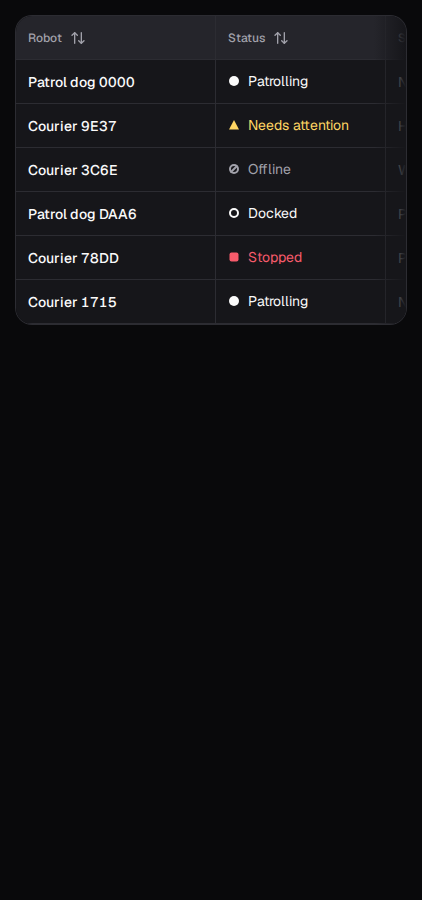 Robot Status
Patrol dog 0000 Patrolling
Courier 9E37 Needs attention
Courier 3C6E Offline
Patrol dog DAA6 Docked
Courier 78DD Stopped
Courier 1715 Patrolling